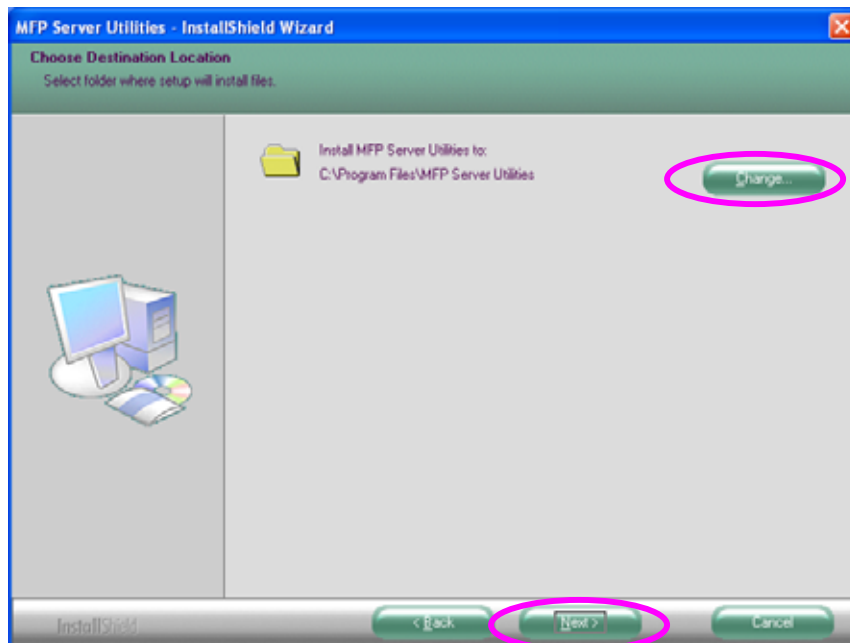 MFP Server Utilities - InstallShield Wizard
Choose Destination Location
Select folder where setup will install files.
Install MFP Server Utilities to:
C:\Program Files\MFP Server Utilities
Change...
InstallShield
< Back
Next >
Cancel